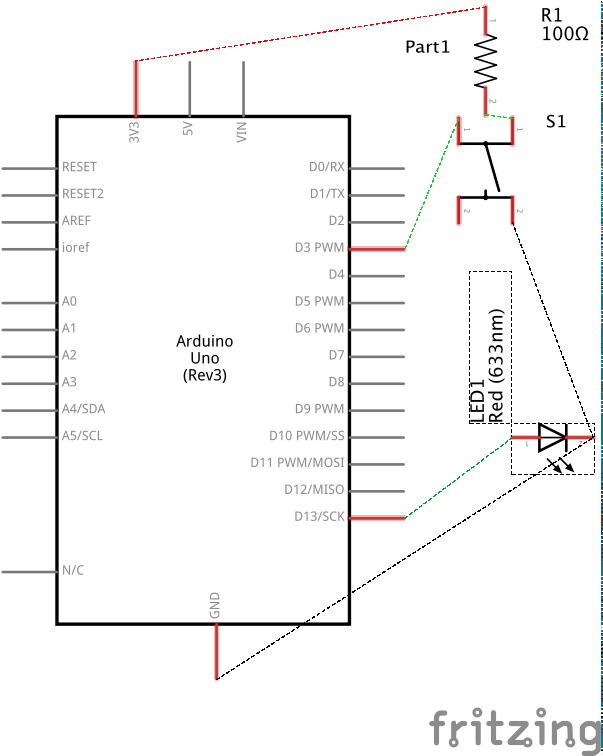 R1
100Ω
Part1
S1
1
2
1
1
2
2
3V3
5V
VIN
RESET
RESET2
AREF
ioref
A0
A1
A2
A3
A4/SDA
A5/SCL
N/C
Arduino
Uno
(Rev3)
D0/RX
D1/TX
D2
D3 PWM
D4
D5 PWM
D6 PWM
D7
D8
D9 PWM
D10 PWM/SS
D11 PWM/MOSI
D12/MISO
D13/SCK
GND
LED1
Red (633nm)
fritzing